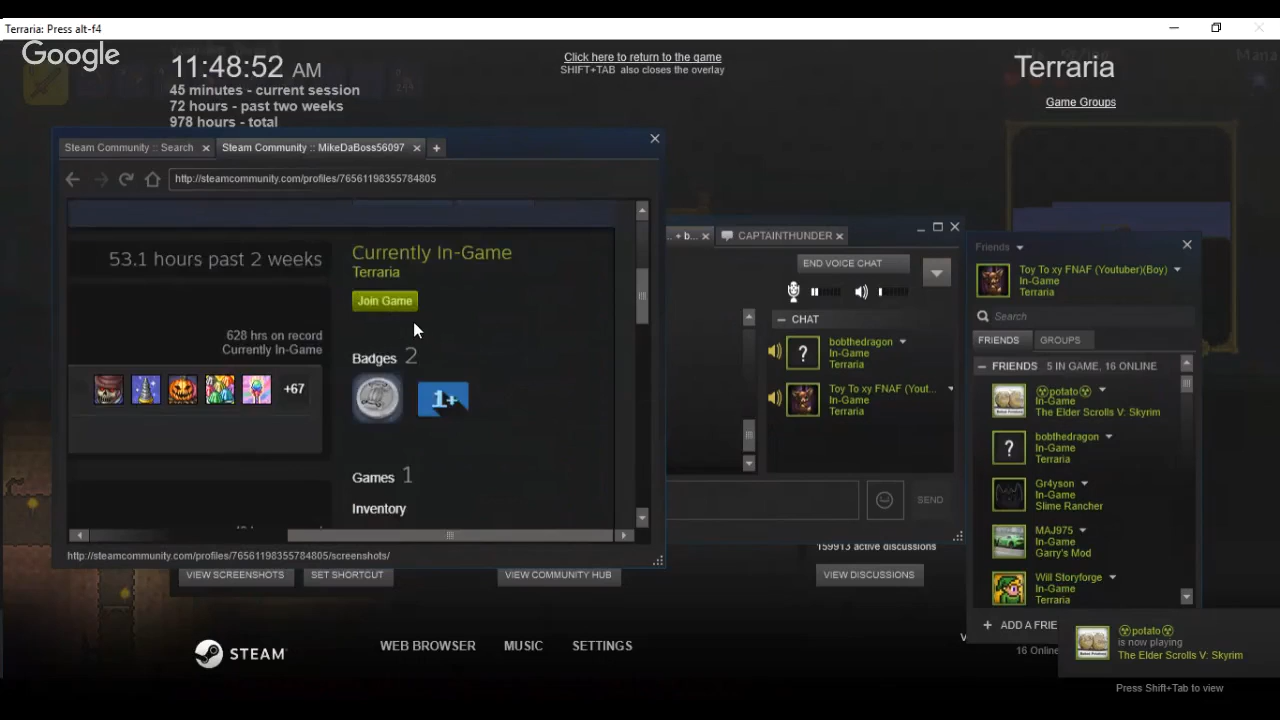 Terraria: Press alt-f4
Google
11:48:52 AM
45 minutes - current session
72 hours - past two weeks
978 hours - total
Click here to return to the game
SHIFT+TAB also closes the overlay
Terraria
Game Groups
Steam Community :: Search
Steam Community :: MikeDaBoss56097
http://steamcommunity.com/profiles/76561198355784805
53.1 hours past 2 weeks
628 hrs on record
Currently In-Game
+67
Currently In-Game
Terraria
Join Game
Badges 2
1+
Games 1
Inventory
http://steamcommunity.com/profiles/76561198355784805/screenshots/
... + b...
CAPTAINTHUNDER
END VOICE CHAT
CHAT
bobthedragon
In-Game
Terraria
Toy To xy FNAF (Yout...
In-Game
Terraria
SEND
Friends
Toy To xy FNAF (Youtuber)(Boy)
In-Game
Terraria
Search
FRIENDS
GROUPS
FRIENDS 5 IN GAME, 16 ONLINE
☢potato☢
In-Game
The Elder Scrolls V: Skyrim
bobthedragon
In-Game
Terraria
Gr4yson
In-Game
Slime Rancher
MAJ975
In-Game
Garry's Mod
Will Storyforge
In-Game
Terraria
+ ADD A FRIE
16 Online
159913 active discussions
VIEW SCREENSHOTS
SET SHORTCUT
VIEW COMMUNITY HUB
VIEW DISCUSSIONS
STEAM
WEB BROWSER
MUSIC
SETTINGS
☢potato☢
is now playing
The Elder Scrolls V: Skyrim
Press Shift+Tab to view